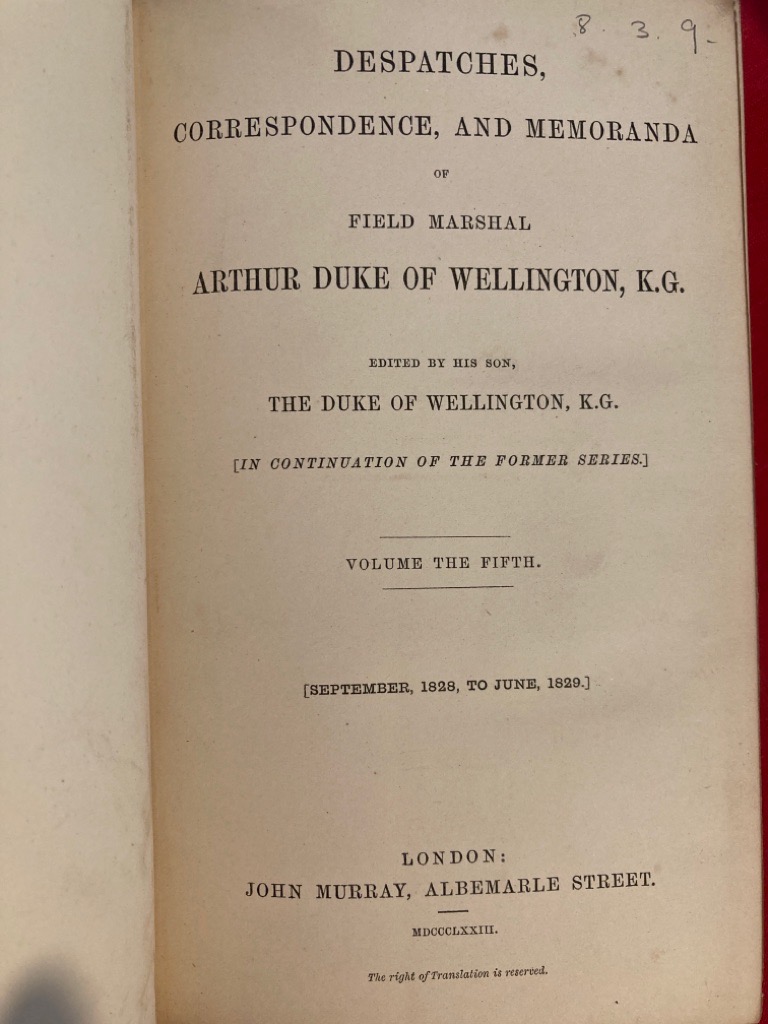 8. 3. 9-
DESPATCHES,
CORRESPONDENCE, AND MEMORANDA
OF
FIELD MARSHAL
ARTHUR DUKE OF WELLINGTON, K.G.
EDITED BY HIS SON,
THE DUKE OF WELLINGTON, K.G.
[IN CONTINUATION OF THE FORMER SERIES.]
VOLUME THE FIFTH.
[SEPTEMBER, 1828, TO JUNE, 1829.]
LONDON:
JOHN MURRAY, ALBEMARLE STREET.
MDCCCLXXIII.
The right of Translation is reserved.